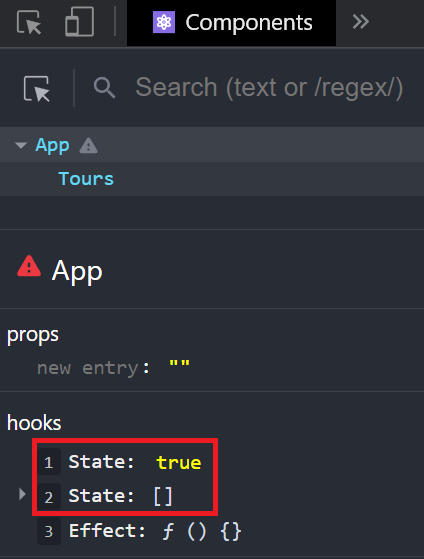 Components »
Search (text or /regex/)
App
Tours
App
props
new entry: ""
hooks
1 State: true
2 State: []
3 Effect: ƒ () {}